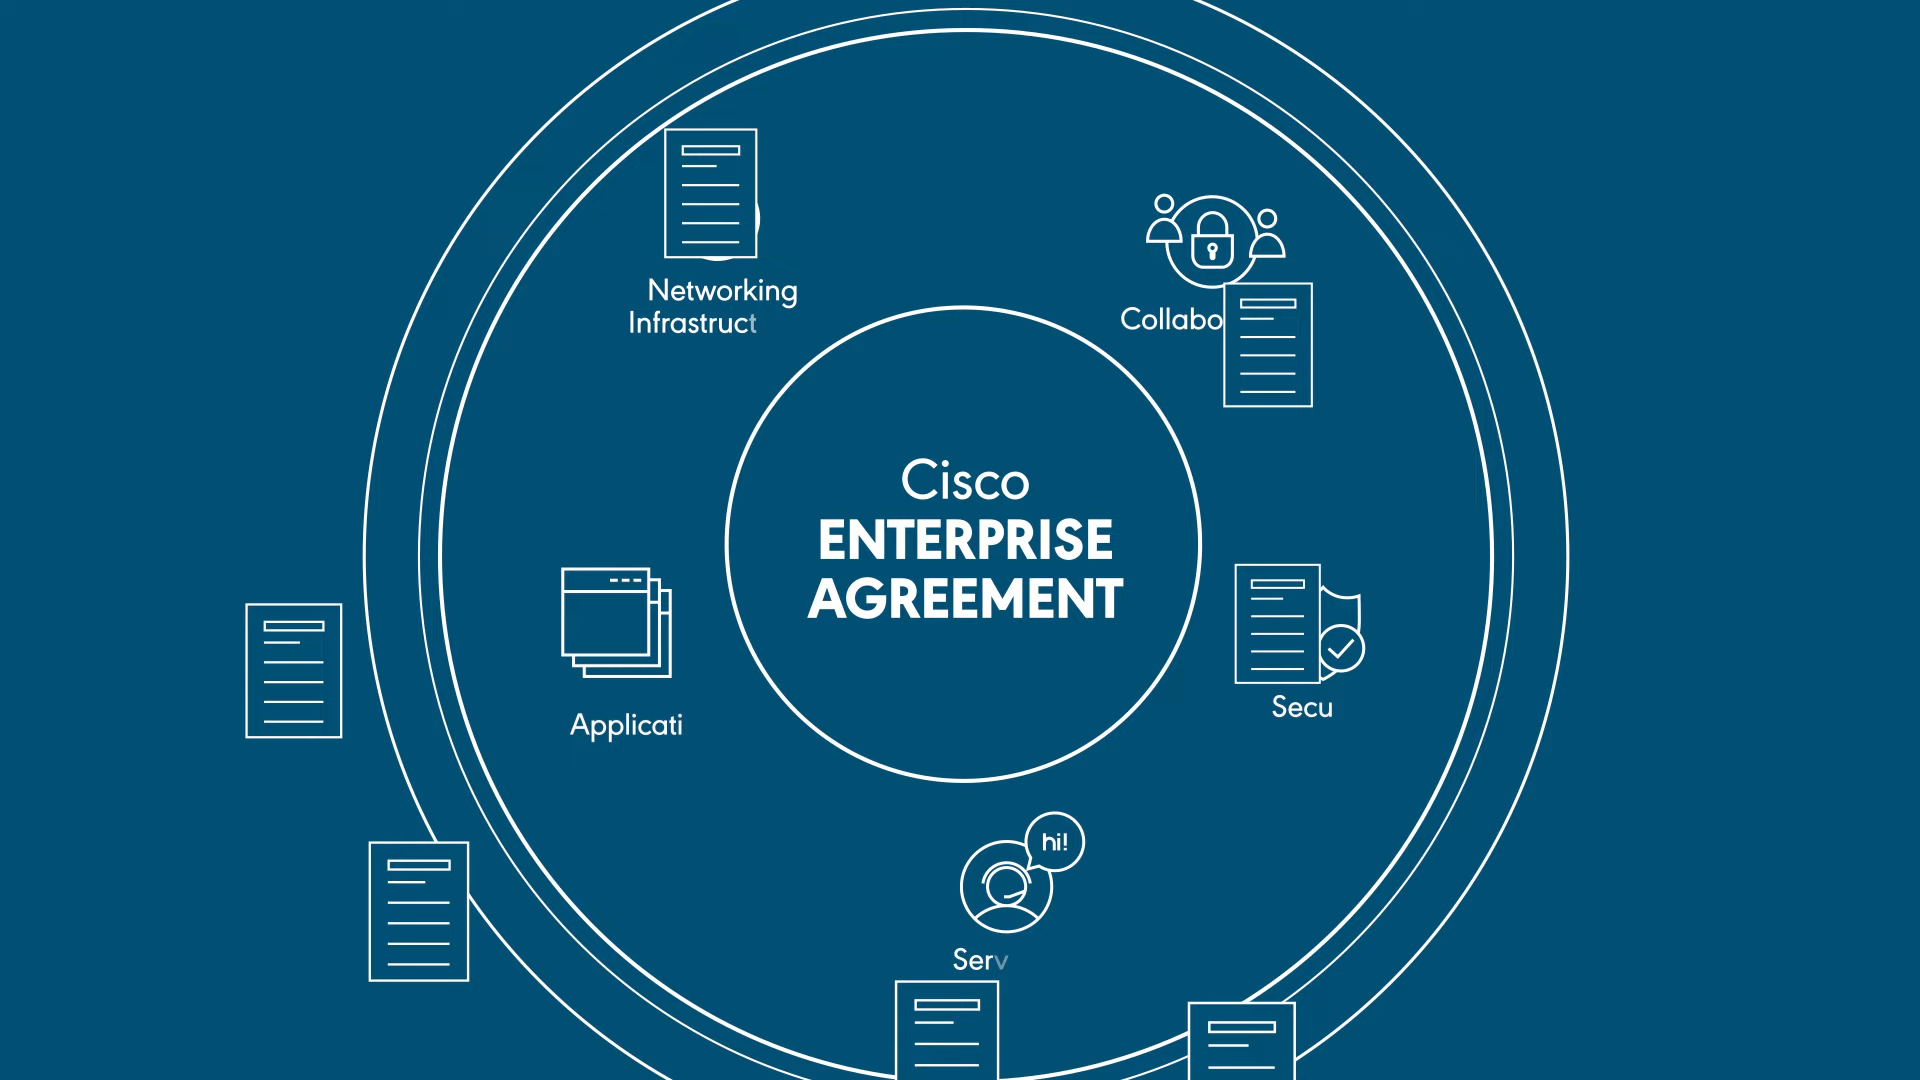 Networking
Infrastruct
Collabo
Cisco
ENTERPRISE
AGREEMENT
Applicati
Secu
hi!
Serv